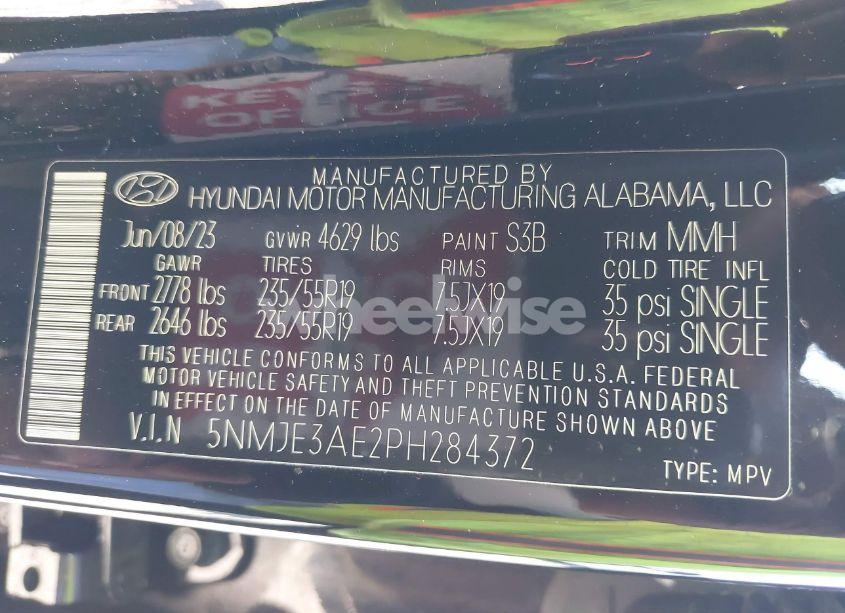 KEYS
OFFICE
MANUFACTURED BY
HYUNDAI MOTOR MANUFACTURING ALABAMA, LLC
Jun/08/23 GVWR 4629 lbs PAINT S3B TRIM MMH
GAWR TIRES RIMS COLD TIRE INFL
FRONT 2778 lbs 235/55R19 7.5JX19 35 psi SINGLE
REAR 2646 lbs 235/55R19 7.5JX19 35 psi SINGLE
THIS VEHICLE CONFORMS TO ALL APPLICABLE U.S.A. FEDERAL
MOTOR VEHICLE SAFETY AND THEFT PREVENTION STANDARDS
IN EFFECT ON THE DATE OF MANUFACTURE SHOWN ABOVE
V.I.N 5NMJE3AE2PH284372
TYPE: MPV